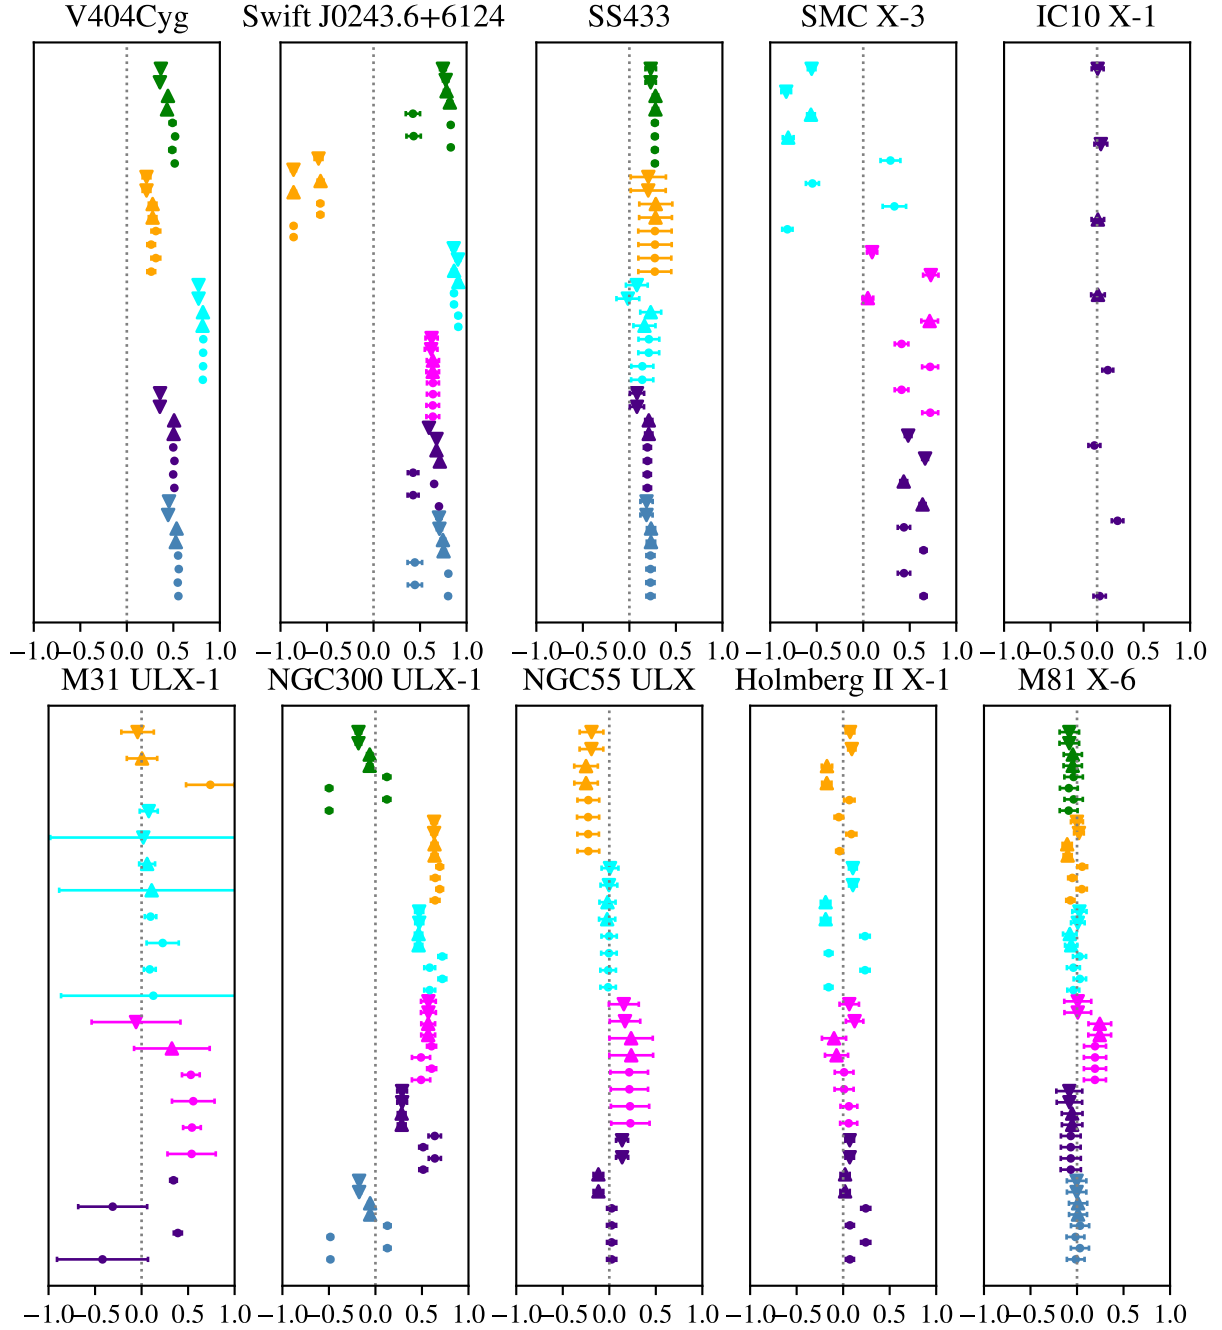 V404Cyg Swift J0243.6+6124 SS433 SMC X-3 IC10 X-1
−1.0 −0.5 0.0 0.5 1.0 −1.0 −0.5 0.0 0.5 1.0 −1.0 −0.5 0.0 0.5 1.0 −1.0 −0.5 0.0 0.5 1.0 −1.0 −0.5 0.0 0.5 1.0
M31 ULX-1 NGC300 ULX-1 NGC55 ULX Holmberg II X-1 M81 X-6
−1.0 −0.5 0.0 0.5 1.0 −1.0 −0.5 0.0 0.5 1.0 −1.0 −0.5 0.0 0.5 1.0 −1.0 −0.5 0.0 0.5 1.0 −1.0 −0.5 0.0 0.5 1.0